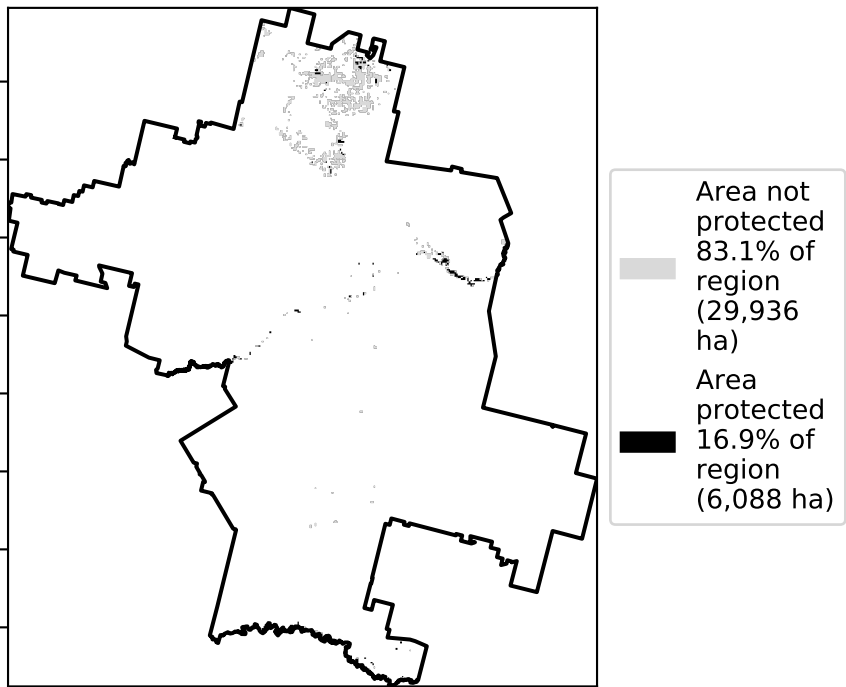 Area not
protected
83.1% of
region
(29,936
ha)
Area
protected
16.9% of
region
(6,088 ha)